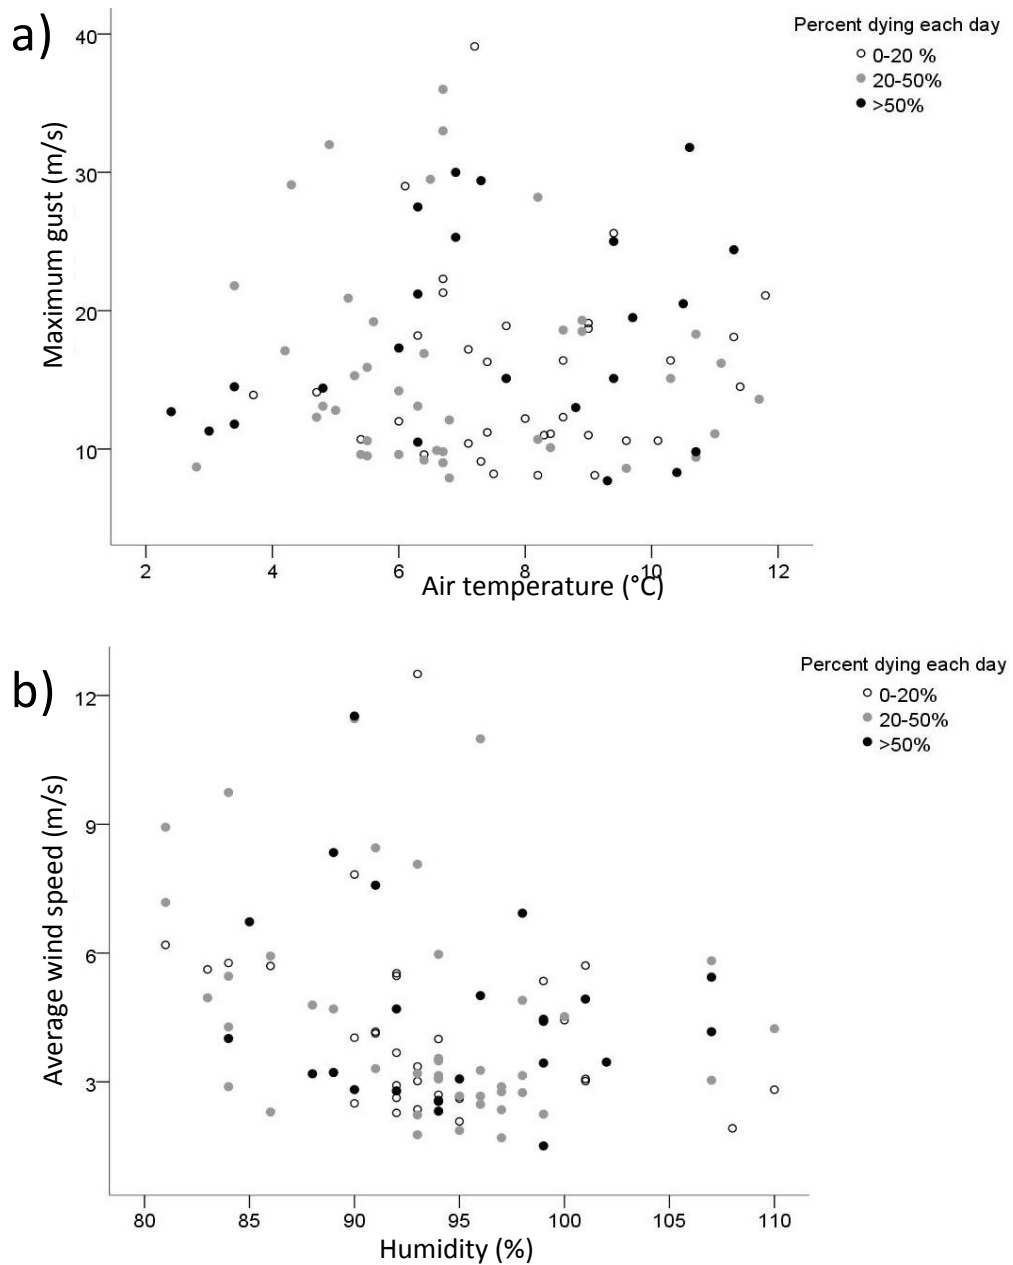 a)
Percent dying each day
0-20 %
20-50%
>50%
Maximum gust (m/s)
40
30
20
10
2 4 6 8 10 12
Air temperature (°C)
b)
Percent dying each day
0-20%
20-50%
>50%
Average wind speed (m/s)
12
9
6
3
80 85 90 95 100 105 110
Humidity (%)